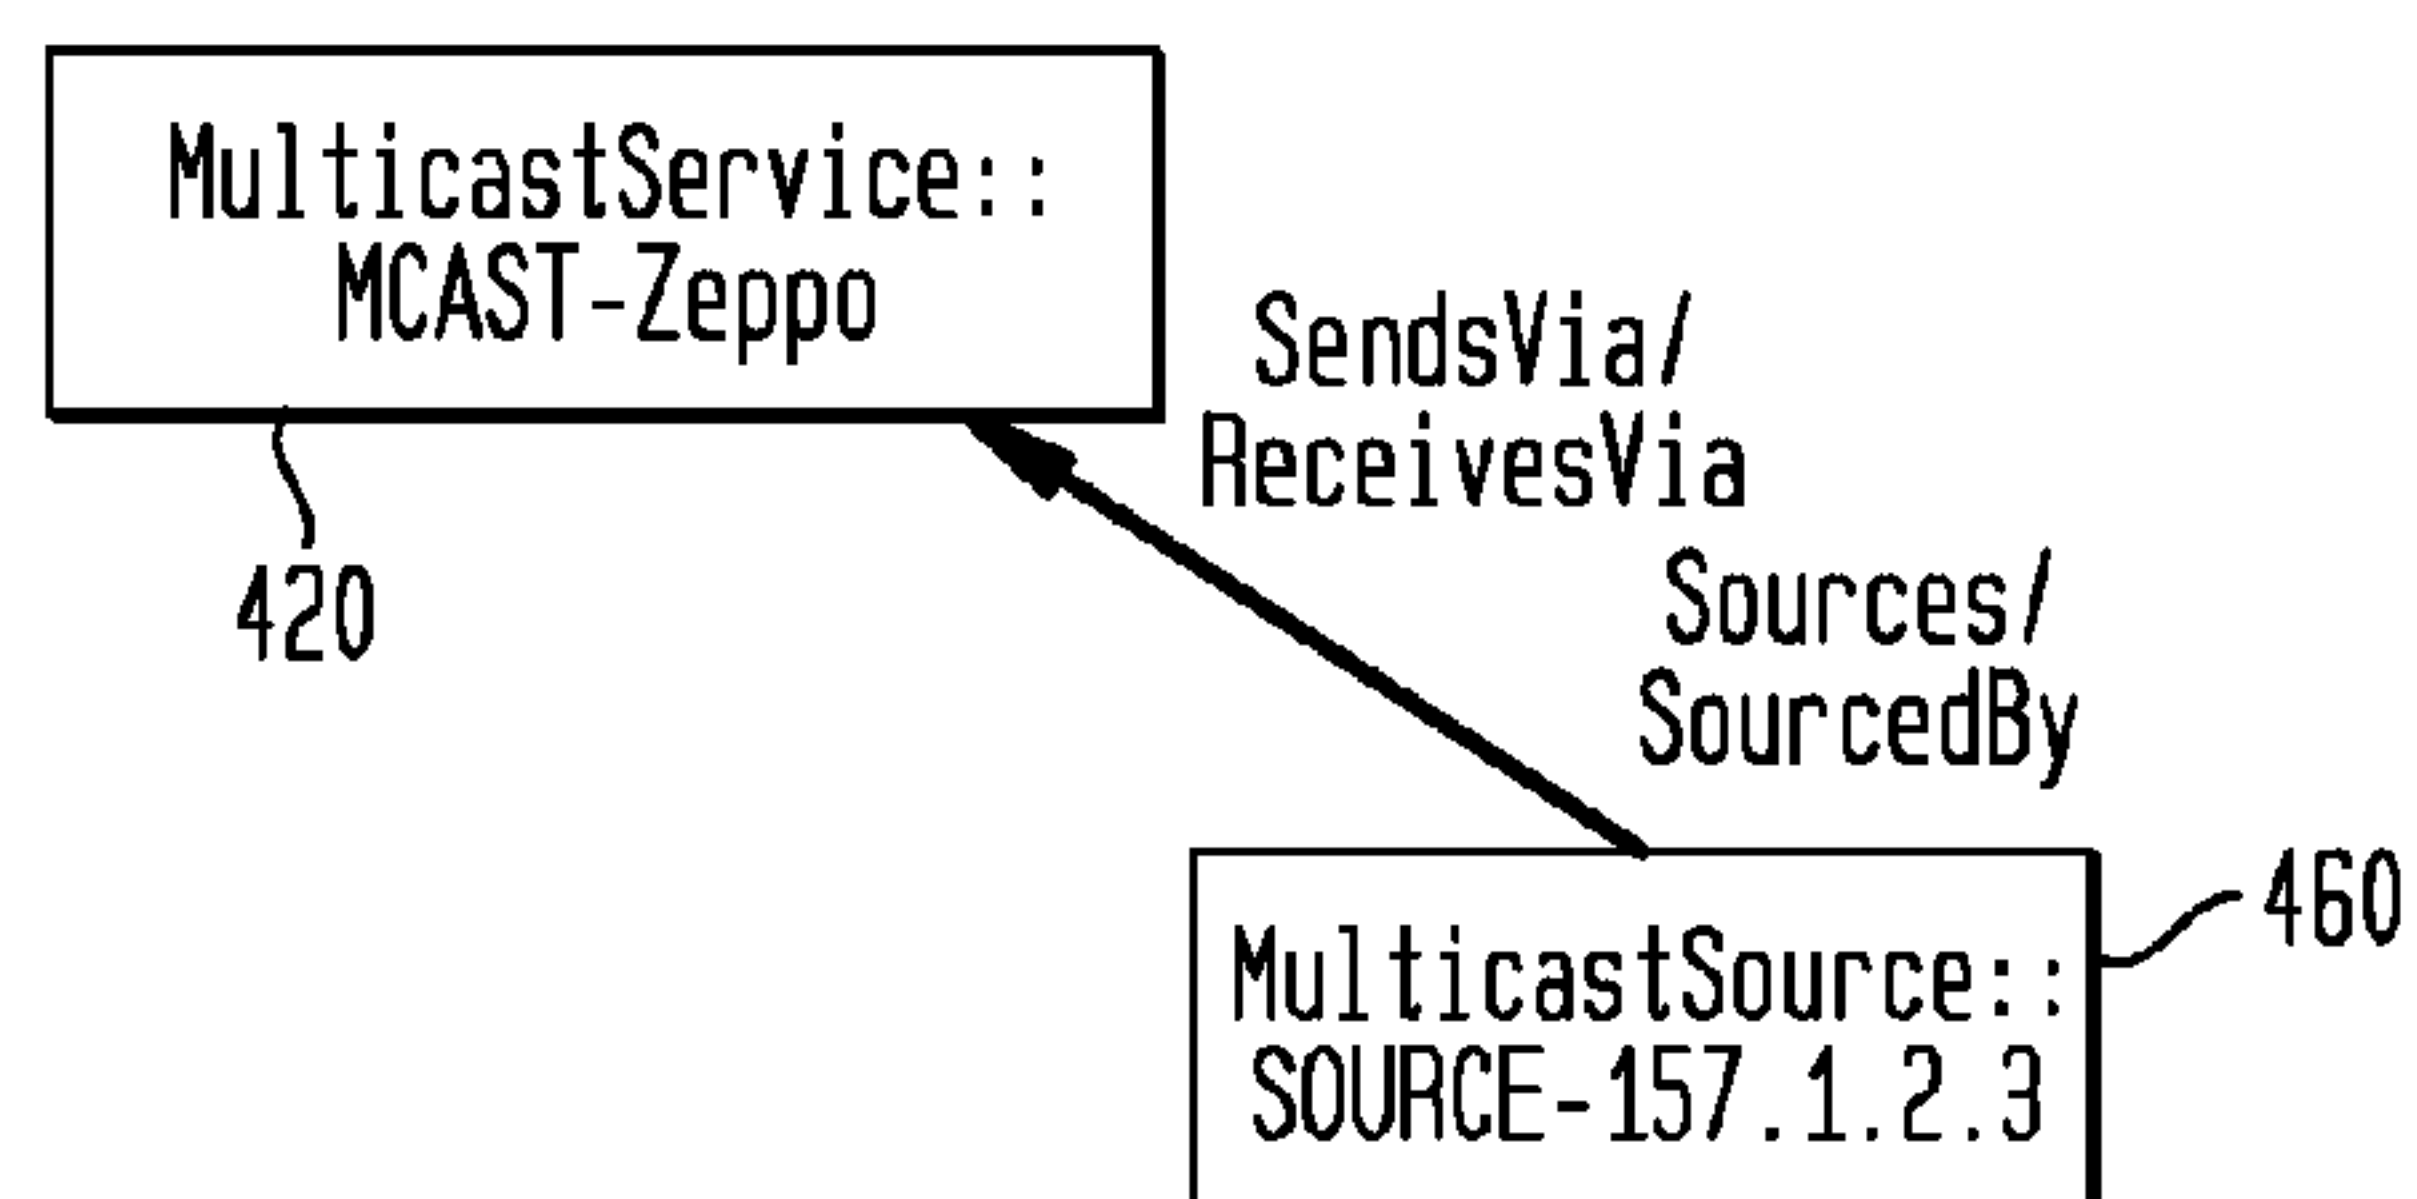 MulticastService::
MCAST-Zeppo
420
SendsVia/
ReceivesVia
Sources/
SourcedBy
460
MulticastSource::
SOURCE-157.1.2.3